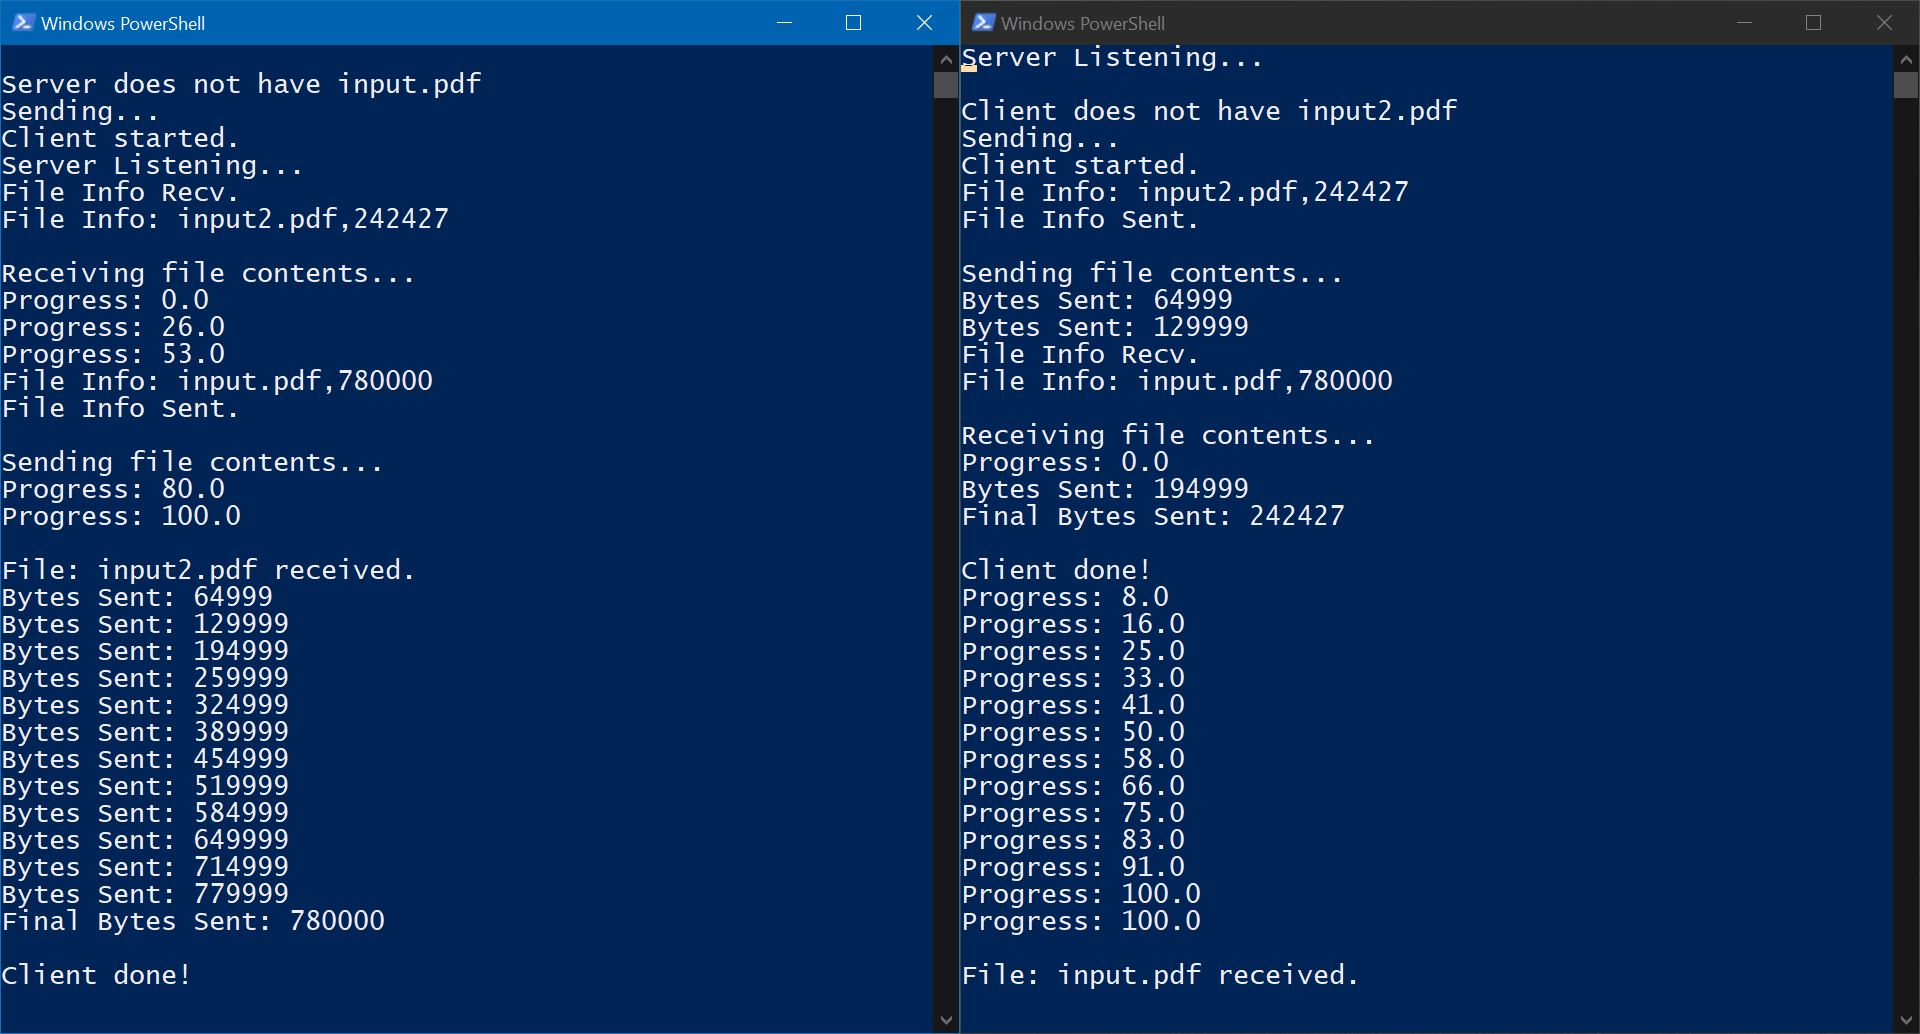 Windows PowerShell
Server does not have input.pdf
Sending...
Client started.
Server Listening...
File Info Recv.
File Info: input2.pdf,242427
Receiving file contents...
Progress: 0.0
Progress: 26.0
Progress: 53.0
File Info: input.pdf,780000
File Info Sent.
Sending file contents...
Progress: 80.0
Progress: 100.0
File: input2.pdf received.
Bytes Sent: 64999
Bytes Sent: 129999
Bytes Sent: 194999
Bytes Sent: 259999
Bytes Sent: 324999
Bytes Sent: 389999
Bytes Sent: 454999
Bytes Sent: 519999
Bytes Sent: 584999
Bytes Sent: 649999
Bytes Sent: 714999
Bytes Sent: 779999
Final Bytes Sent: 780000
Client done!
Windows PowerShell
Server Listening...
Client does not have input2.pdf
Sending...
Client started.
File Info: input2.pdf,242427
File Info Sent.
Sending file contents...
Bytes Sent: 64999
Bytes Sent: 129999
File Info Recv.
File Info: input.pdf,780000
Receiving file contents...
Progress: 0.0
Bytes Sent: 194999
Final Bytes Sent: 242427
Client done!
Progress: 8.0
Progress: 16.0
Progress: 25.0
Progress: 33.0
Progress: 41.0
Progress: 50.0
Progress: 58.0
Progress: 66.0
Progress: 75.0
Progress: 83.0
Progress: 91.0
Progress: 100.0
Progress: 100.0
File: input.pdf received.